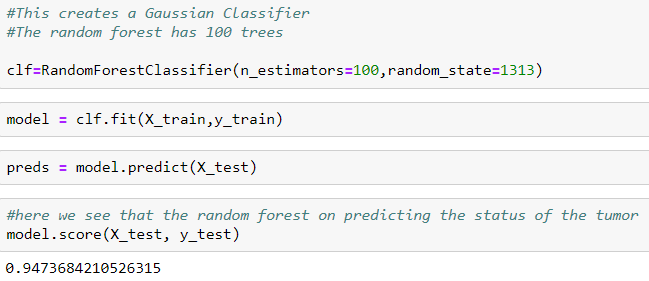 #This creates a Gaussian Classifier
#The random forest has 100 trees
clf=RandomForestClassifier(n_estimators=100,random_state=1313)
model = clf.fit(X_train,y_train)
preds = model.predict(X_test)
#here we see that the random forest on predicting the status of the tumor
model.score(X_test, y_test)
0.9473684210526315